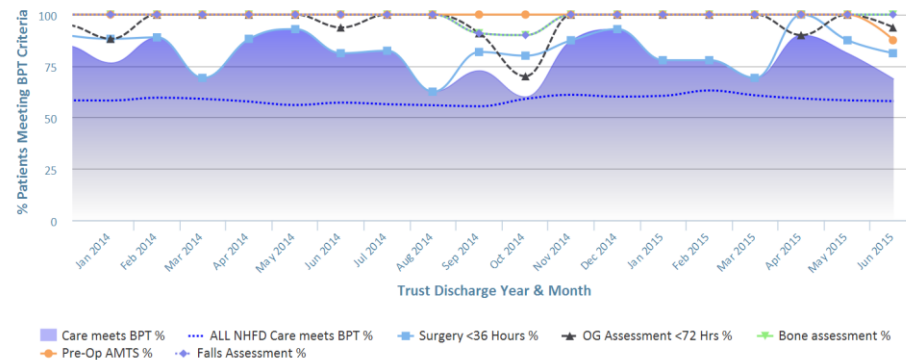 % Patients Meeting BPT Criteria
100
75
50
25
0
Jan 2014
Feb 2014
Mar 2014
Apr 2014
May 2014
Jun 2014
Jul 2014
Aug 2014
Sep 2014
Oct 2014
Nov 2014
Dec 2014
Jan 2015
Feb 2015
Mar 2015
Apr 2015
May 2015
Jun 2015
Trust Discharge Year & Month
Care meets BPT % ALL NHFD Care meets BPT % Surgery <36 Hours % OG Assessment <72 Hrs % Bone assessment %
Pre-Op AMTS % Falls Assessment %